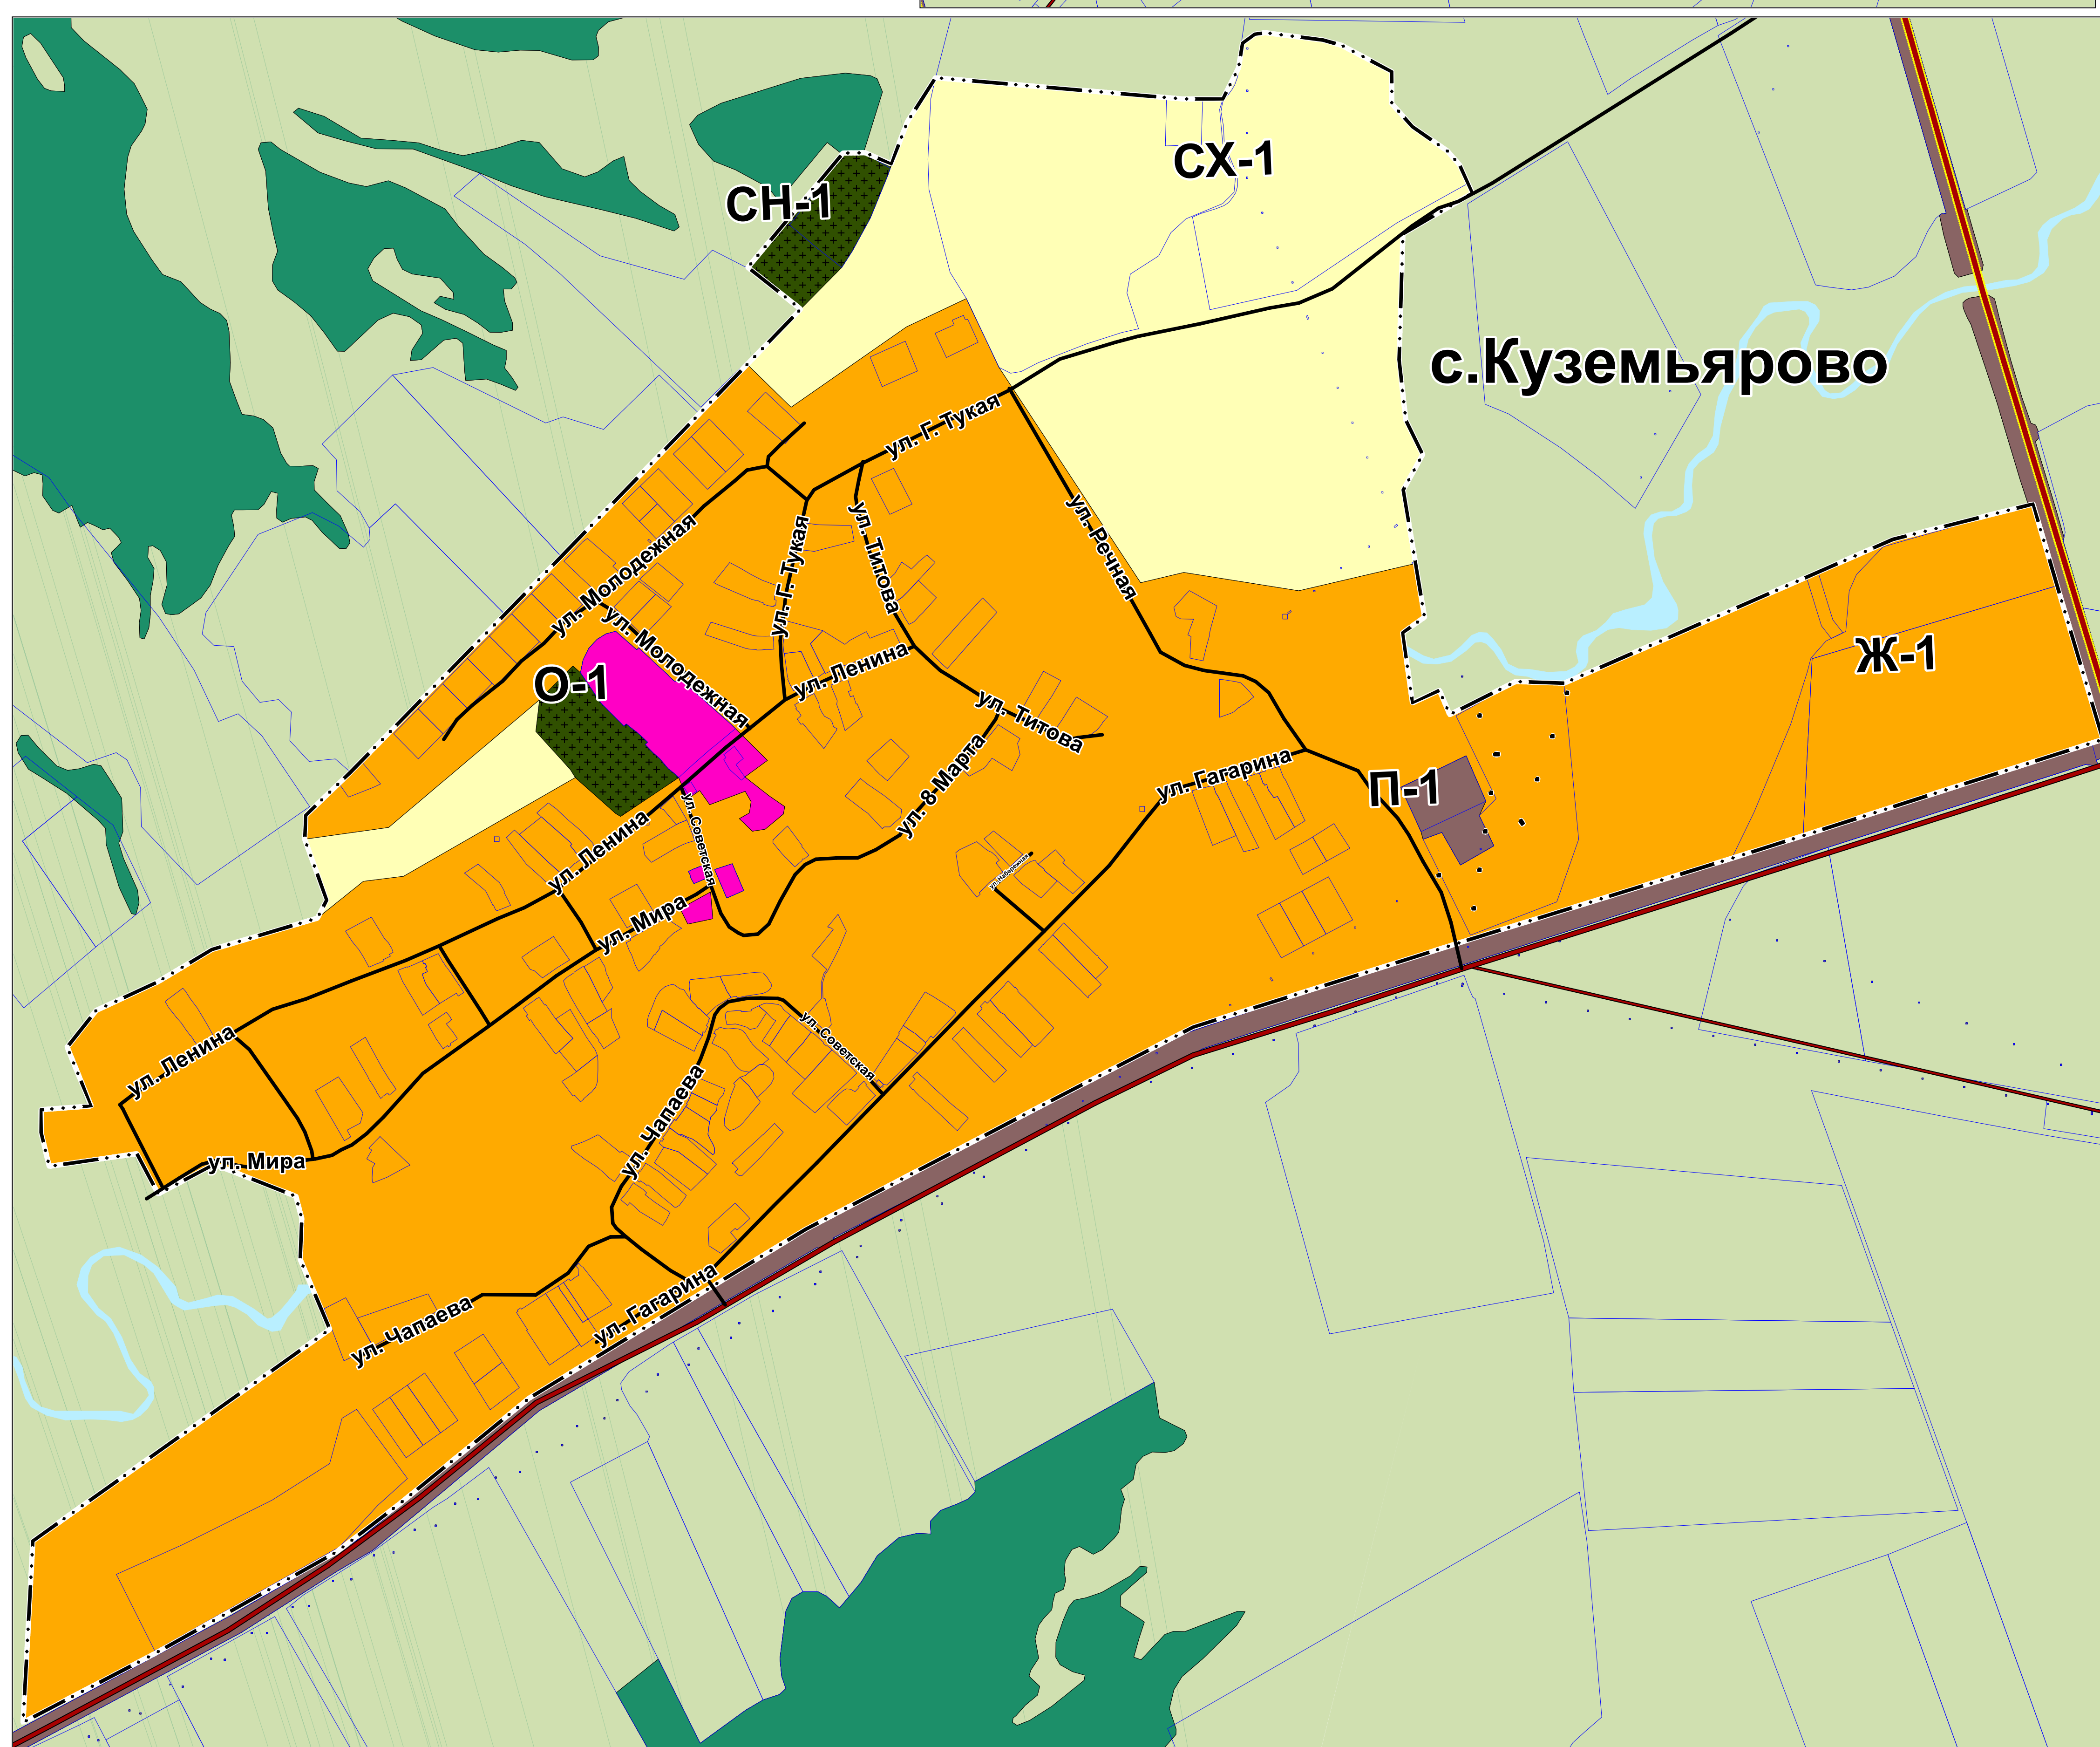 СХ-1
СН-1
с.Куземьярово
ул. Г. Тукая
ул. Речная
ул. Титова
ул. Г. Тукая
ул. Молодежная
ул. Молодежная
О-1
ул. Ленина
Ж-1
ул. Титова
ул. 8 Марта
ул. Гагарина
П-1
ул. Советская
ул. Ленина
ул. Набережная
ул. Мира
ул. Ленина
ул. Советская
ул. Чапаева
ул. Мира
ул. Чапаева
ул. Гагарина